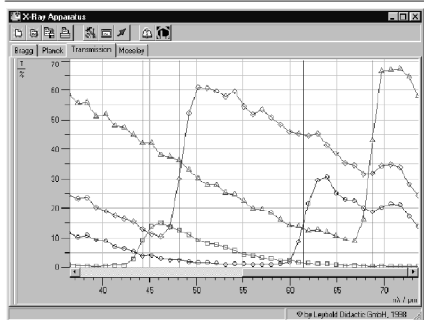 X-Ray Apparatus
Bragg Planck Transmission Moseley
T
%
70
60
50
40
30
20
10
0
40 45 50 55 60 65 70
nλ / pm
© by Leybold Didactic GmbH, 1998